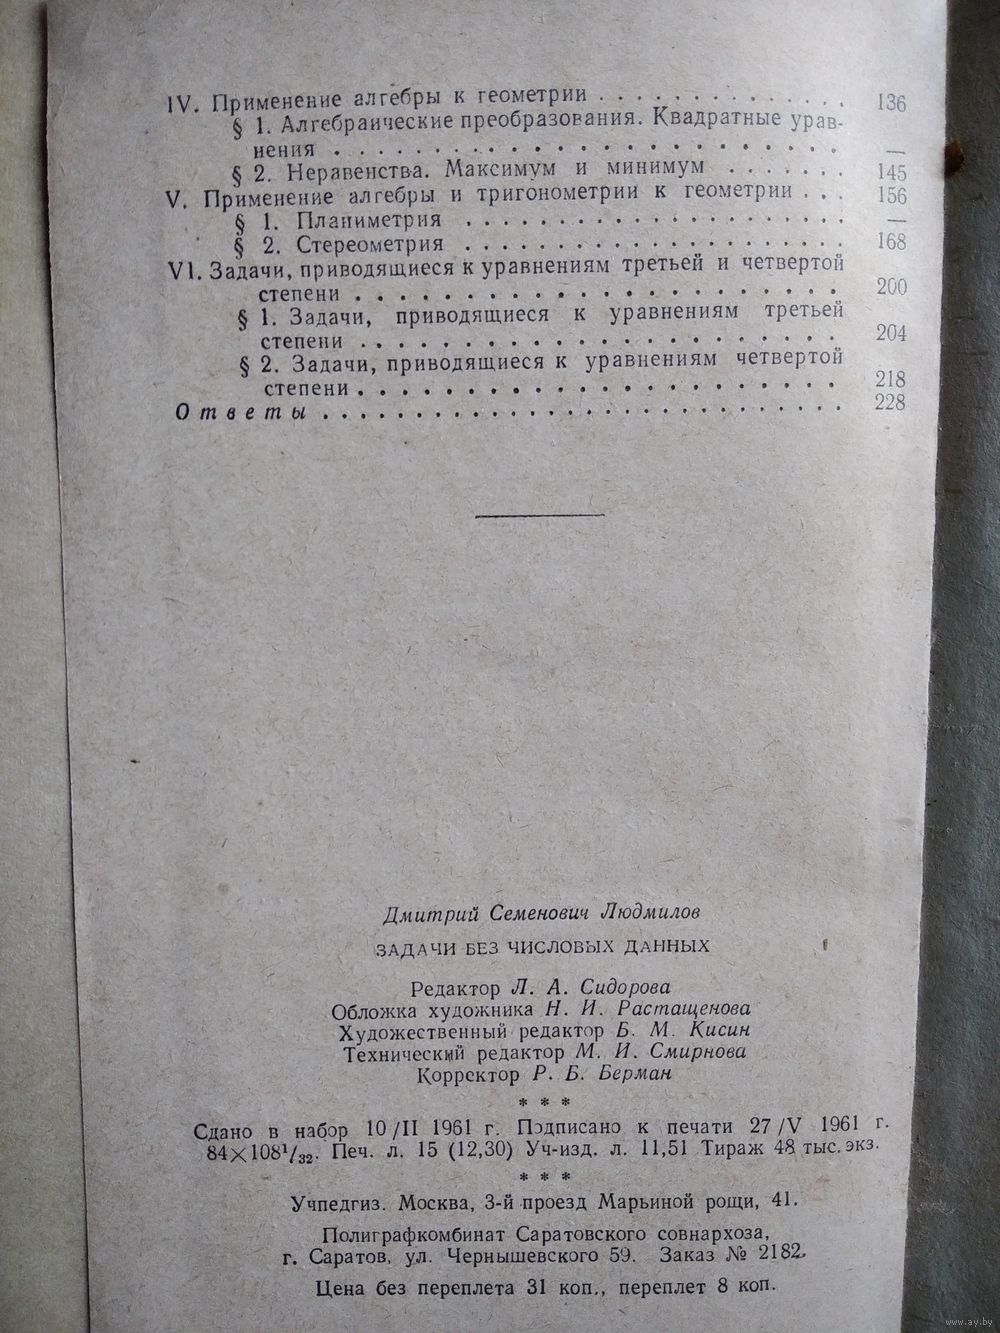 IV. Применение алгебры к геометрии . . . . . . . . . . . . . . 136
§ 1. Алгебраические преобразования. Квадратные урав-
нения . . . . . . . . . . . . . . . . . . . . . . . . —
§ 2. Неравенства. Максимум и минимум . . . . . . . 145
V. Применение алгебры и тригонометрии к геометрии . . . 156
§ 1. Планиметрия . . . . . . . . . . . . . . . . . . . . —
§ 2. Стереометрия . . . . . . . . . . . . . . . . . . . . 168
VI. Задачи, приводящиеся к уравнениям третьей и четвертой
степени . . . . . . . . . . . . . . . . . . . . . . 200
§ 1. Задачи, приводящиеся к уравнениям третьей
степени . . . . . . . . . . . . . . . . . . . . . . 204
§ 2. Задачи, приводящиеся к уравнениям четвертой
степени . . . . . . . . . . . . . . . . . . . . . . 218
Ответы . . . . . . . . . . . . . . . . . . . . . . . . . . . 228
Дмитрий Семенович Людмилов
ЗАДАЧИ БЕЗ ЧИСЛОВЫХ ДАННЫХ
Редактор Л. А. Сидорова
Обложка художника Н. И. Растащенова
Художественный редактор Б. М. Кисин
Технический редактор М. И. Смирнова
Корректор Р. Б. Берман
* * *
Сдано в набор 10/II 1961 г. Подписано к печати 27/V 1961 г.
84×108¹/₃₂. Печ. л. 15 (12,30) Уч-изд. л. 11,51 Тираж 48 тыс. экз.
* * *
Учпедгиз. Москва, 3-й проезд Марьиной рощи, 41.
Полиграфкомбинат Саратовского совнархоза,
г. Саратов, ул. Чернышевского 59. Заказ № 2182.
Цена без переплета 31 коп., переплет 8 коп.
www.ay.by